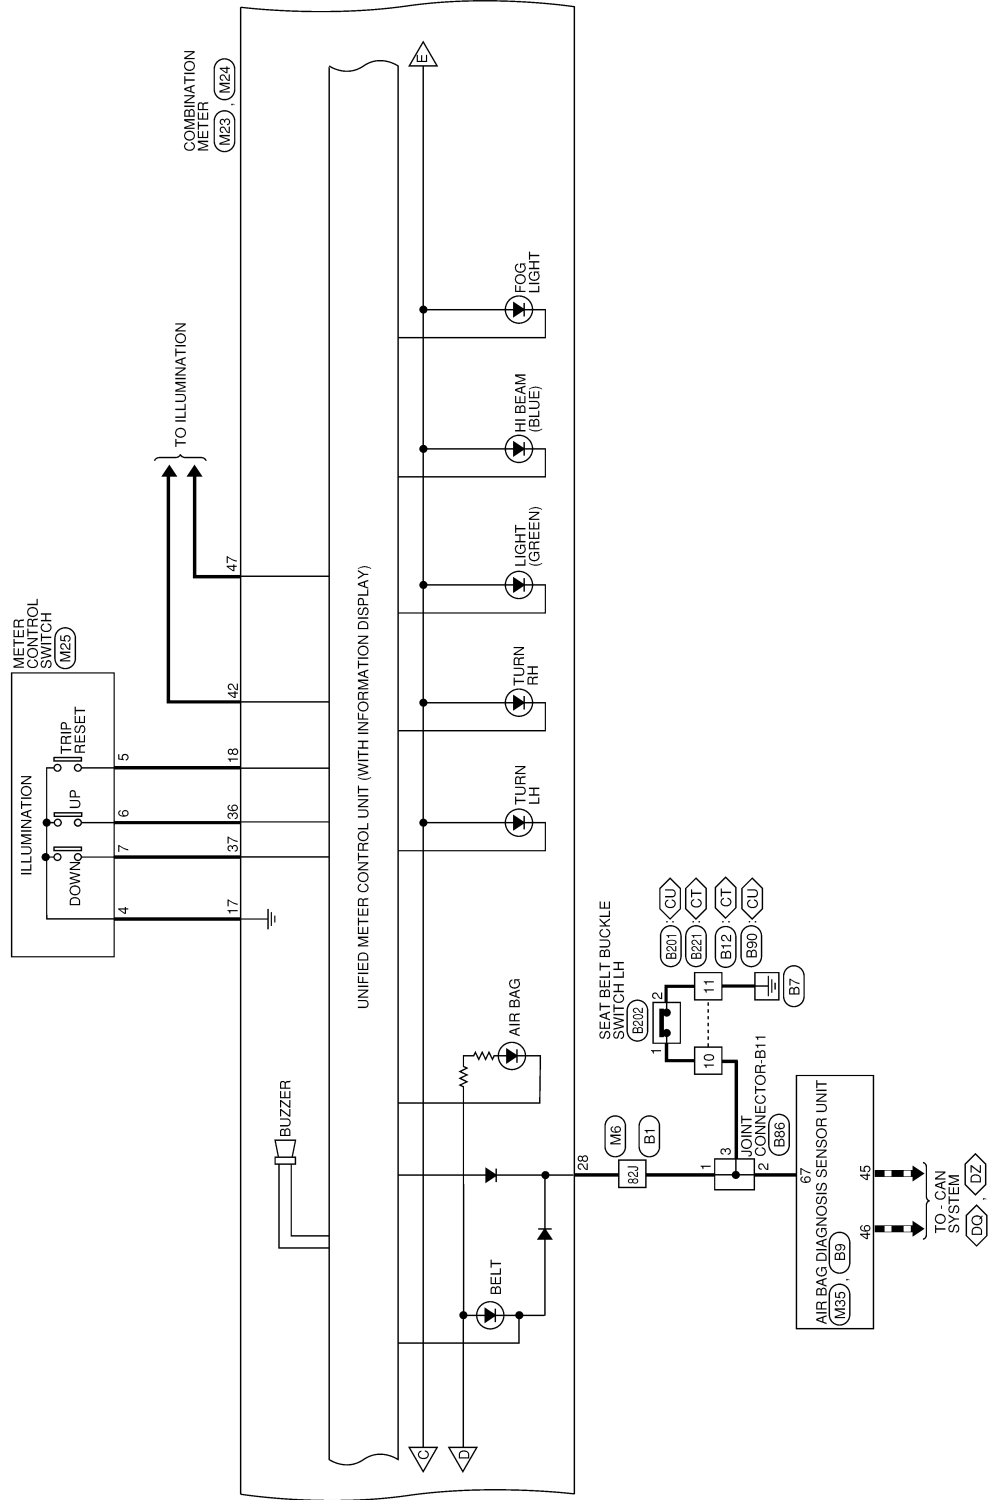 COMBINATION
METER
M23 , M24
E
FOG
LIGHT
TO ILLUMINATION
HI BEAM
(BLUE)
47
42
LIGHT
(GREEN)
METER
CONTROL
SWITCH
M25
ILLUMINATION
TRIP
RESET
UP
DOWN
5
6
7
4
18
36
37
17
TURN
RH
TURN
LH
UNIFIED METER CONTROL UNIT (WITH INFORMATION DISPLAY)
AIR BAG
BUZZER
BELT
C
D
28
M6
B1
82J
SEAT BELT BUCKLE
SWITCH LH
B202
1
2
10
11
B201 : CU
B221 : CT
B12 : CT
B90 : CU
B7
JOINT
CONNECTOR-B11
B86
1
3
2
67
AIR BAG DIAGNOSIS SENSOR UNIT
M35 , B9
45
46
TO - CAN
SYSTEM
DQ , DZ